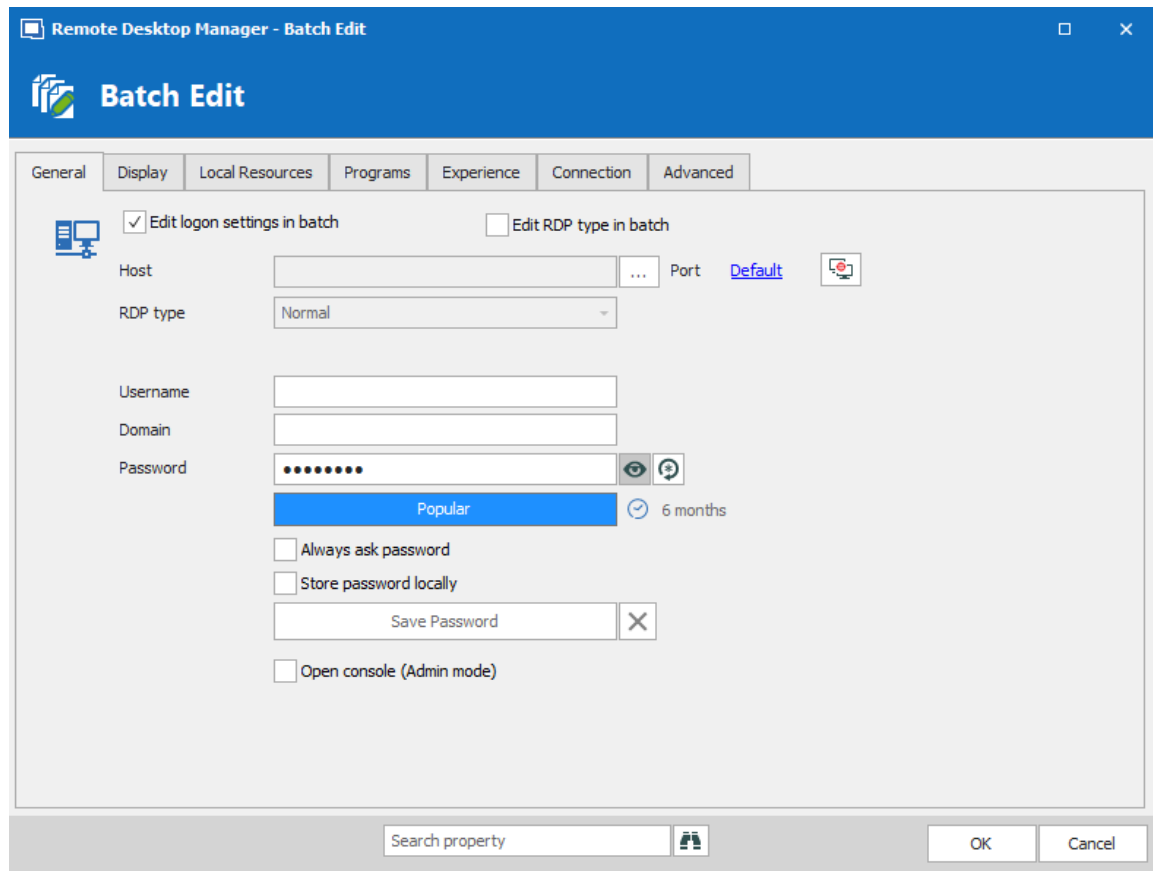 Remote Desktop Manager - Batch Edit
Batch Edit
General Display Local Resources Programs Experience Connection Advanced
Edit logon settings in batch Edit RDP type in batch
Host ... Port Default
RDP type Normal
Username
Domain
Password ••••••••
Popular 6 months
Always ask password
Store password locally
Save Password
Open console (Admin mode)
Search property OK Cancel